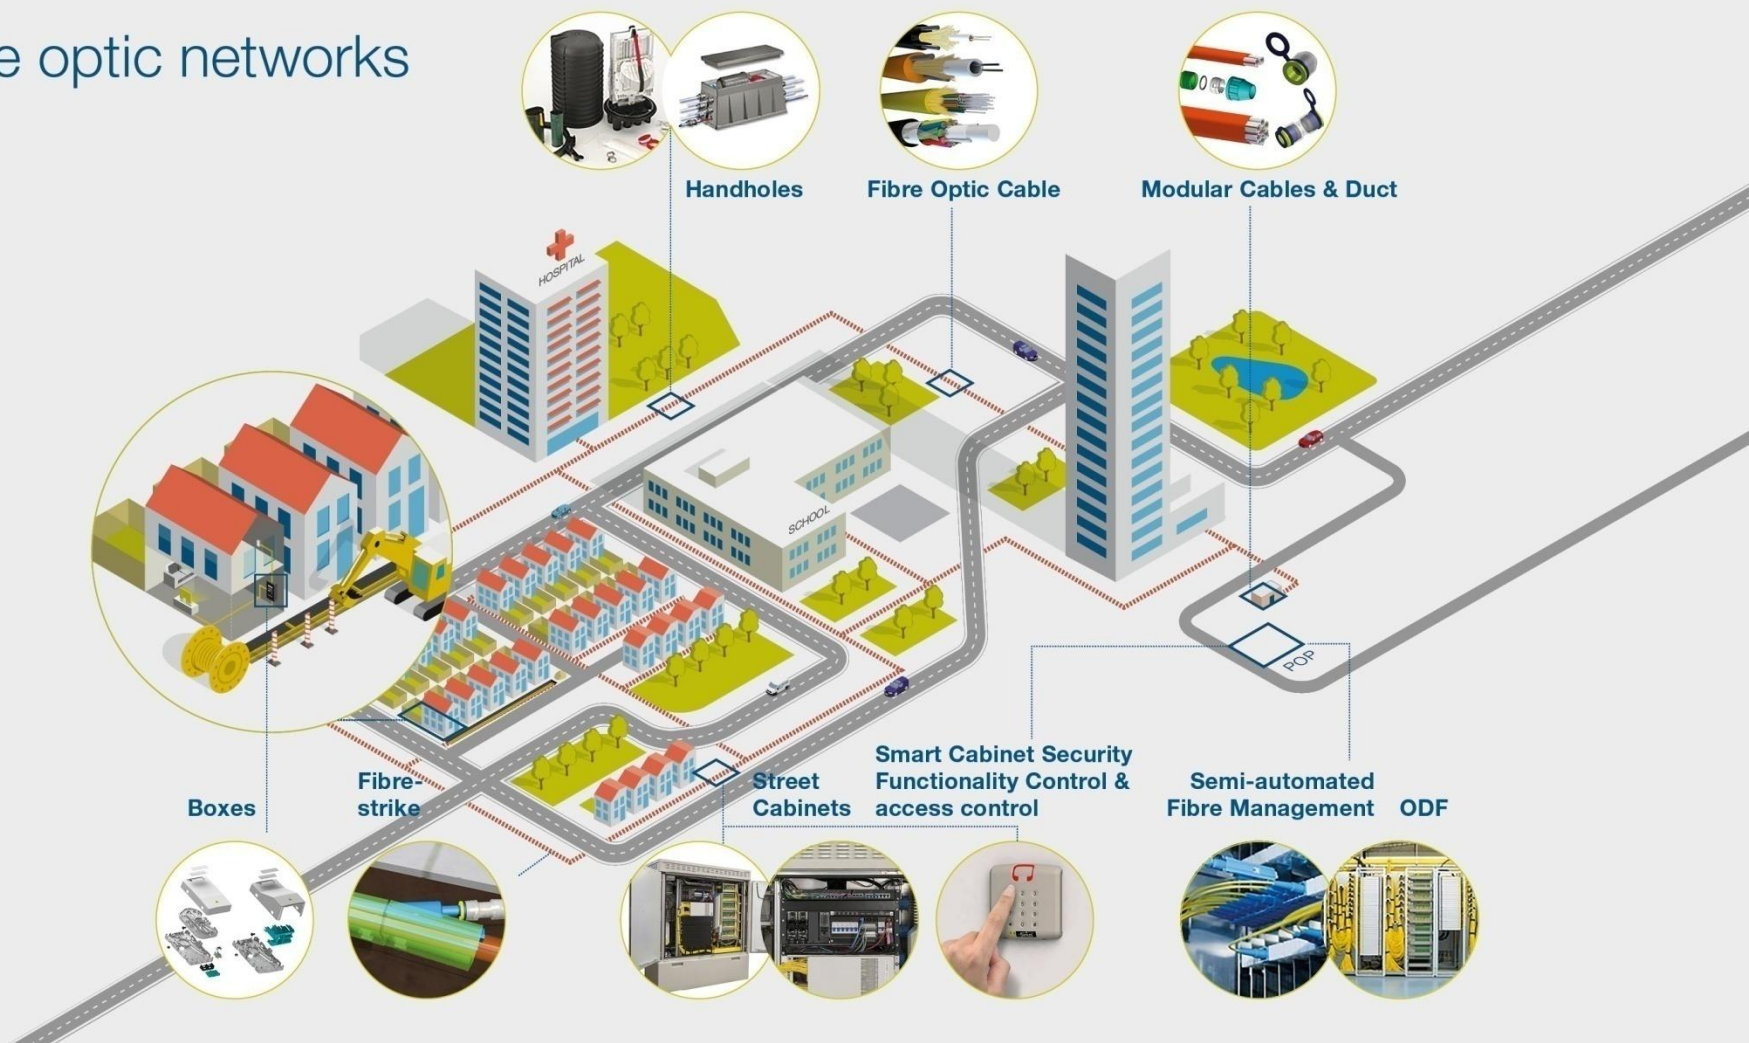 e optic networks
Handholes
Fibre Optic Cable
Modular Cables & Duct
HOSPITAL
SCHOOL
POP
Boxes
Fibre-
strike
Street
Cabinets
Smart Cabinet Security
Functionality Control &
access control
Semi-automated
Fibre Management
ODF